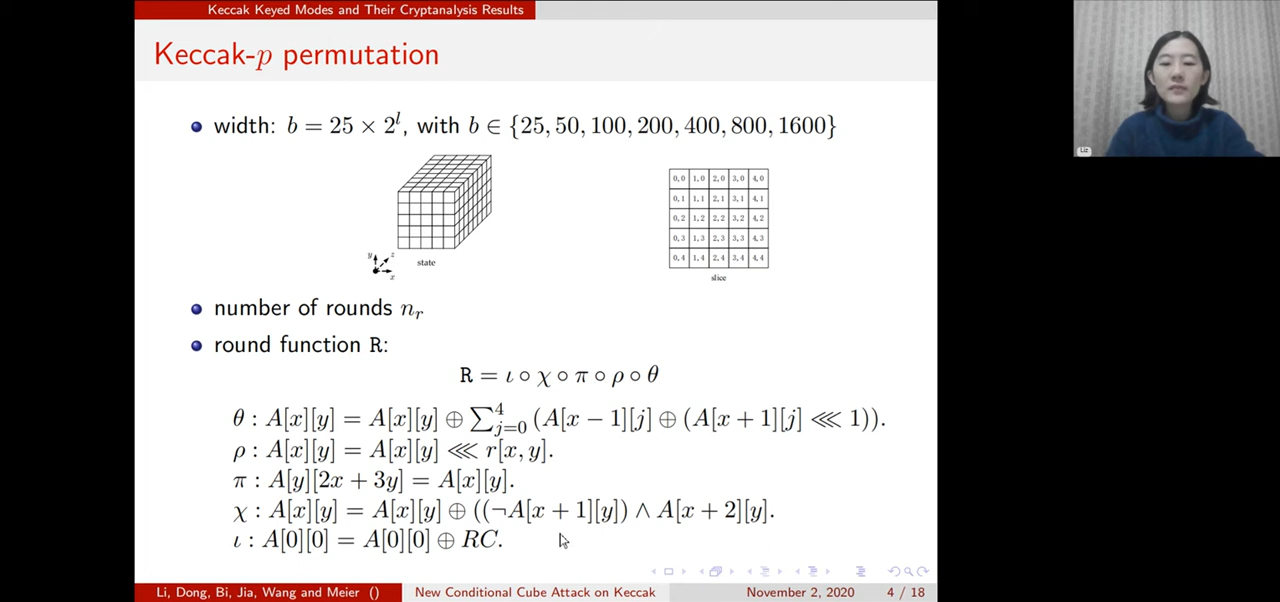 Keccak Keyed Modes and Their Cryptanalysis Results
Keccak-p permutation
width: b = 25 × 2^l, with b ∈ {25, 50, 100, 200, 400, 800, 1600}
y z x
state
0,0 1,0 2,0 3,0 4,0
0,1 1,1 2,1 3,1 4,1
0,2 1,2 2,2 3,2 4,2
0,3 1,3 2,3 3,3 4,3
0,4 1,4 2,4 3,4 4,4
slice
number of rounds n_r
round function R:
R = ι ∘ χ ∘ π ∘ ρ ∘ θ
θ : A[x][y] = A[x][y] ⊕ ∑_{j=0}^{4} (A[x − 1][j] ⊕ (A[x + 1][j] ⋘ 1)).
ρ : A[x][y] = A[x][y] ⋘ r[x, y].
π : A[y][2x + 3y] = A[x][y].
χ : A[x][y] = A[x][y] ⊕ ((¬A[x + 1][y]) ∧ A[x + 2][y].
ι : A[0][0] = A[0][0] ⊕ RC.
Li, Dong, Bi, Jia, Wang and Meier ()
New Conditional Cube Attack on Keccak
November 2, 2020
4 / 18
Liz